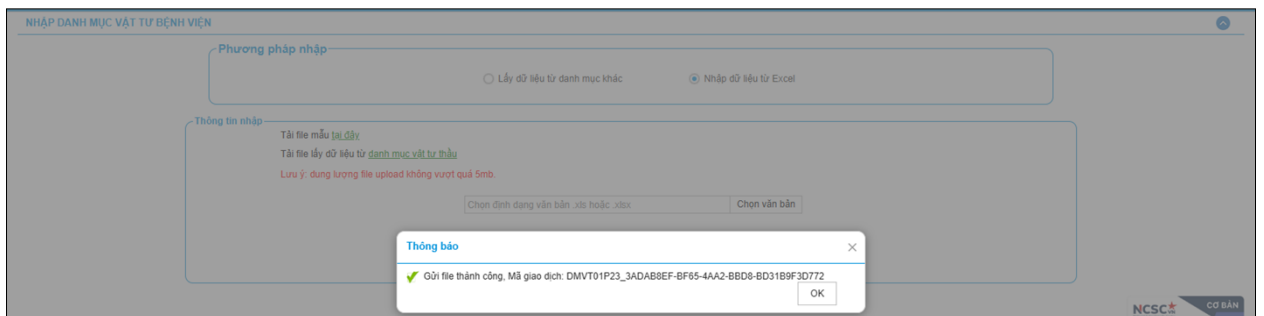 NHẬP DANH MỤC VẬT TƯ BỆNH VIỆN
Phương pháp nhập
Lấy dữ liệu từ danh mục khác
Nhập dữ liệu từ Excel
Thông tin nhập
Tải file mẫu tại đây
Tải file lấy dữ liệu từ danh mục vật tư thầu
Lưu ý: dung lượng file upload không vượt quá 5mb.
Chọn định dạng văn bản .xls hoặc .xlsx
Chọn văn bản
Thông báo
Gửi file thành công, Mã giao dịch: DMVT01P23_3ADAB8EF-BF65-4AA2-BBD8-BD31B9F3D772
OK
NCSC
CƠ BẢN